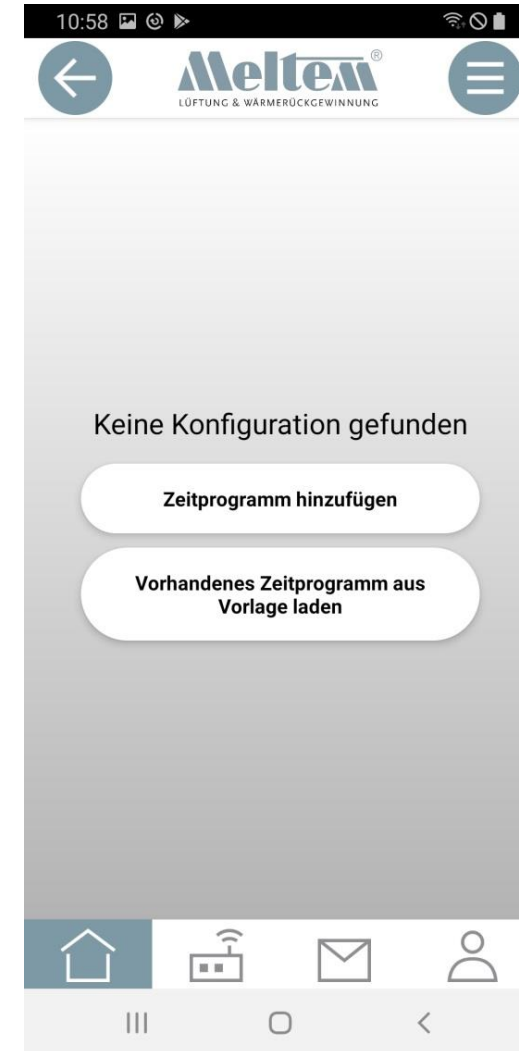 10:58
Meltem®
LÜFTUNG & WÄRMERÜCKGEWINNUNG
Keine Konfiguration gefunden
Zeitprogramm hinzufügen
Vorhandenes Zeitprogramm aus
Vorlage laden